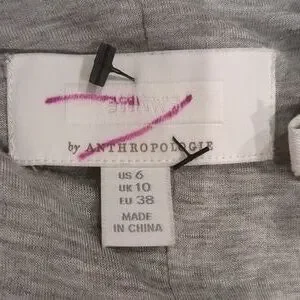 by ANTHROPOLOGIE
US 6
UK 10
EU 38
MADE
IN CHINA